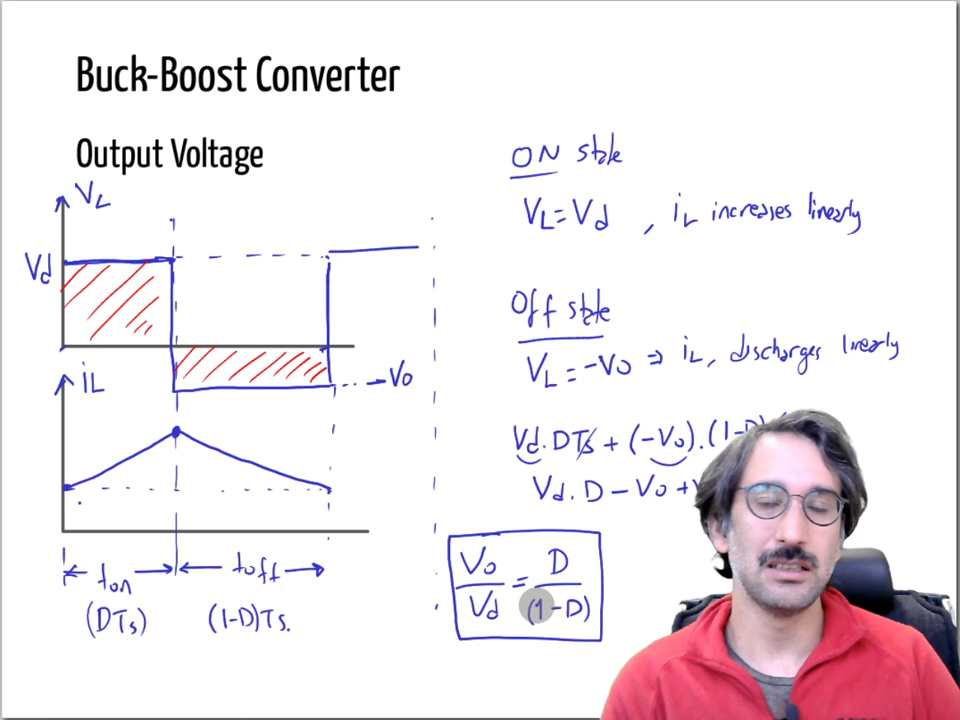 Buck-Boost Converter
Output Voltage
VL
Vd
iL
-Vo
ton
toff
(DTs)
(1-D)Ts.
ON state
VL=Vd , iL increases linearly
Off state
VL=-Vo ⇒ iL, discharges linearly
Vd.DTs+(-Vo).(1-D)
Vd.D-Vo+
Vo/Vd = D/(1-D)